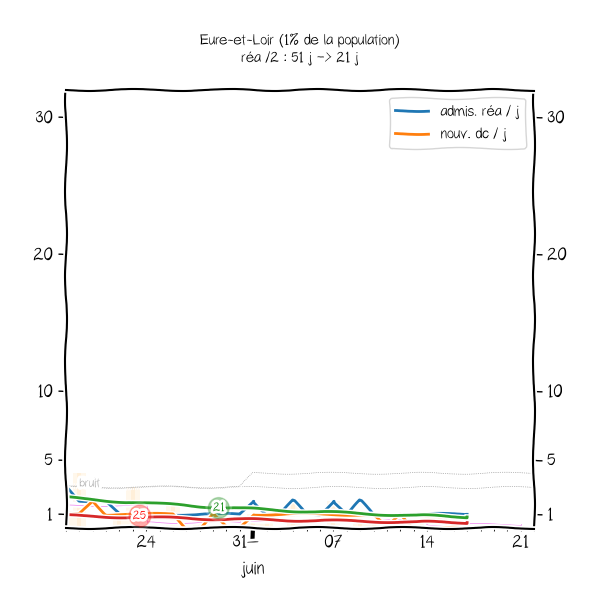 Eure-et-Loir (1% de la population)
réa /2 : 51 j -> 21 j
admis. réa / j
nouv. dc / j
30 30
20 20
10 10
5 5
1 1
bruit
21
25
24 31 07 14 21
juin